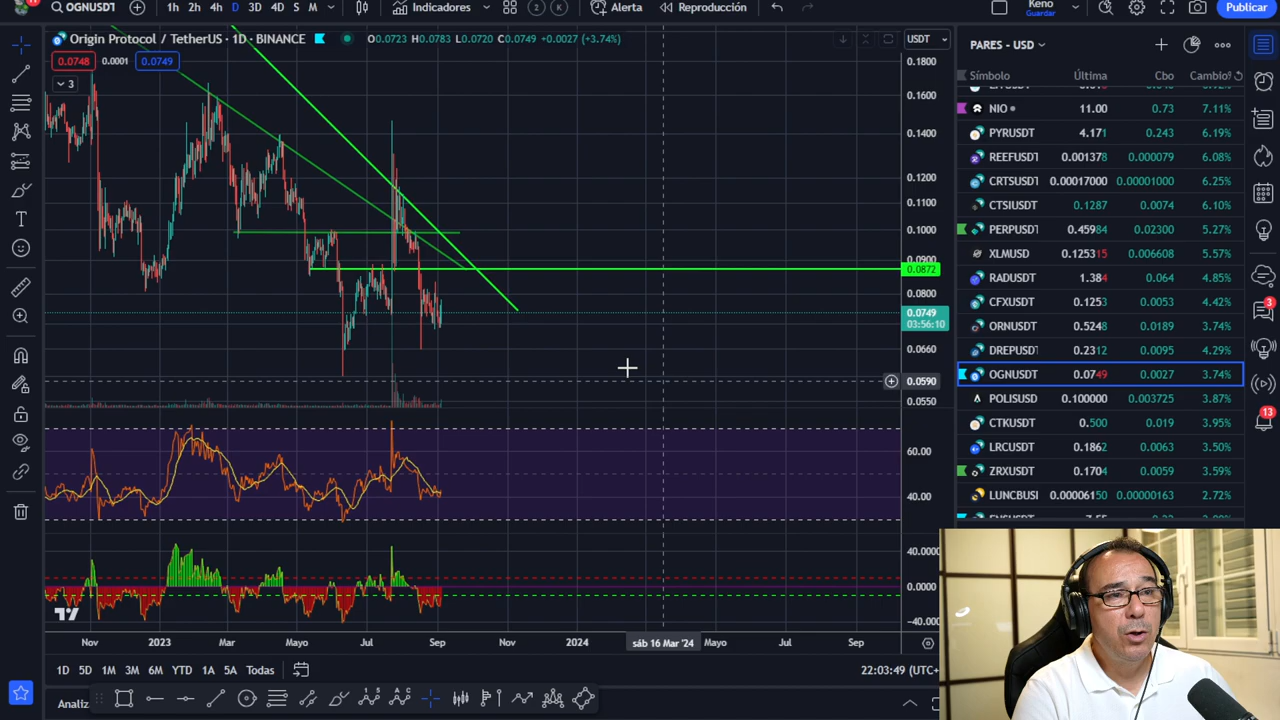 OGNUSDT 1h 2h 4h D 3D 4D S M Indicadores Alerta Reproducción Keno Guardar Publicar
Origin Protocol / TetherUS · 1D · BINANCE O0.0723 H0.0783 L0.0720 C0.0749 +0.0027 (+3.74%) USDT
0.0748 0.0001 0.0749
3
0.1800
0.1600
0.1400
0.1200
0.1100
0.1000
0.0900
0.0872
0.0800
0.0749
03:56:10
0.0660
0.0590
0.0550
60.00
40.00
40.0000
0.0000
-40.0000
Nov 2023 Mar Mayo Jul Sep Nov 2024 sáb 16 Mar '24 Mayo Jul Sep
1D 5D 1M 3M 6M YTD 1A 5A Todas 22:03:49 (UTC+
Analiz
PARES - USD
Símbolo Última Cbo Cambio%
NIO 11.00 0.73 7.11%
PYRUSDT 4.171 0.243 6.19%
REEFUSDT 0.001378 0.000079 6.08%
CRTSUSDT 0.00017000 0.00001000 6.25%
CTSIUSDT 0.1287 0.0074 6.10%
PERPUSDT 0.45984 0.02300 5.27%
XLMUSD 0.125315 0.006608 5.57%
RADUSDT 1.384 0.064 4.85%
CFXUSDT 0.1253 0.0053 4.42%
ORNUSDT 0.5248 0.0189 3.74%
DREPUSDT 0.2312 0.0095 4.29%
OGNUSDT 0.0749 0.0027 3.74%
POLISUSD 0.100000 0.003725 3.87%
CTKUSDT 0.500 0.019 3.95%
LRCUSDT 0.1862 0.0063 3.50%
ZRXUSDT 0.1704 0.0059 3.59%
LUNCBUSI 0.00006150 0.00000163 2.72%
3
13